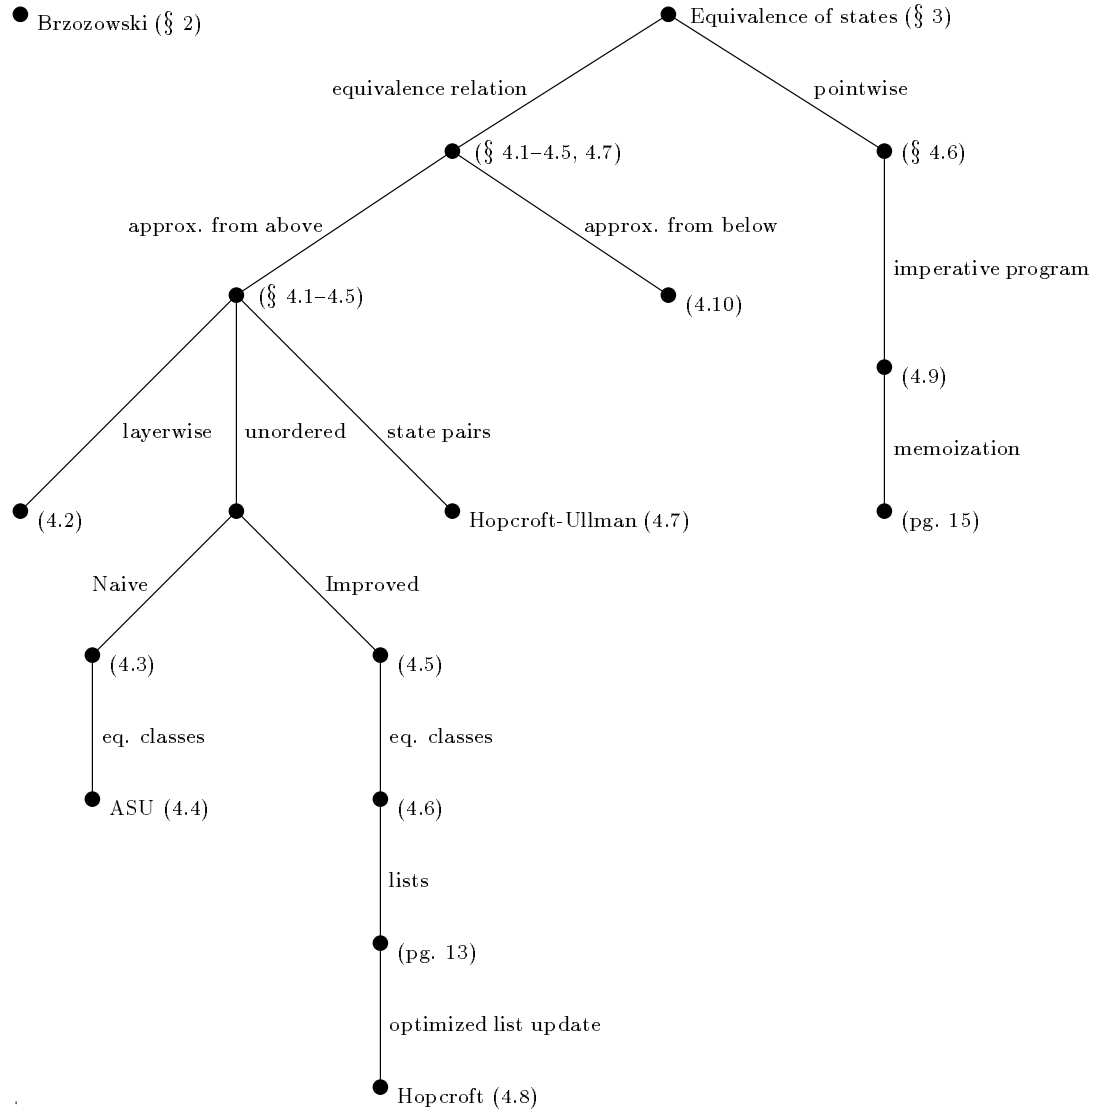 Brzozowski (§ 2)
Equivalence of states (§ 3)
equivalence relation
pointwise
(§ 4.1–4.5, 4.7)
(§ 4.6)
approx. from above
approx. from below
imperative program
(§ 4.1–4.5)
(4.10)
(4.9)
layerwise
unordered
state pairs
memoization
(4.2)
Hopcroft-Ullman (4.7)
(pg. 15)
Naive
Improved
(4.3)
(4.5)
eq. classes
eq. classes
ASU (4.4)
(4.6)
lists
(pg. 13)
optimized list update
Hopcroft (4.8)